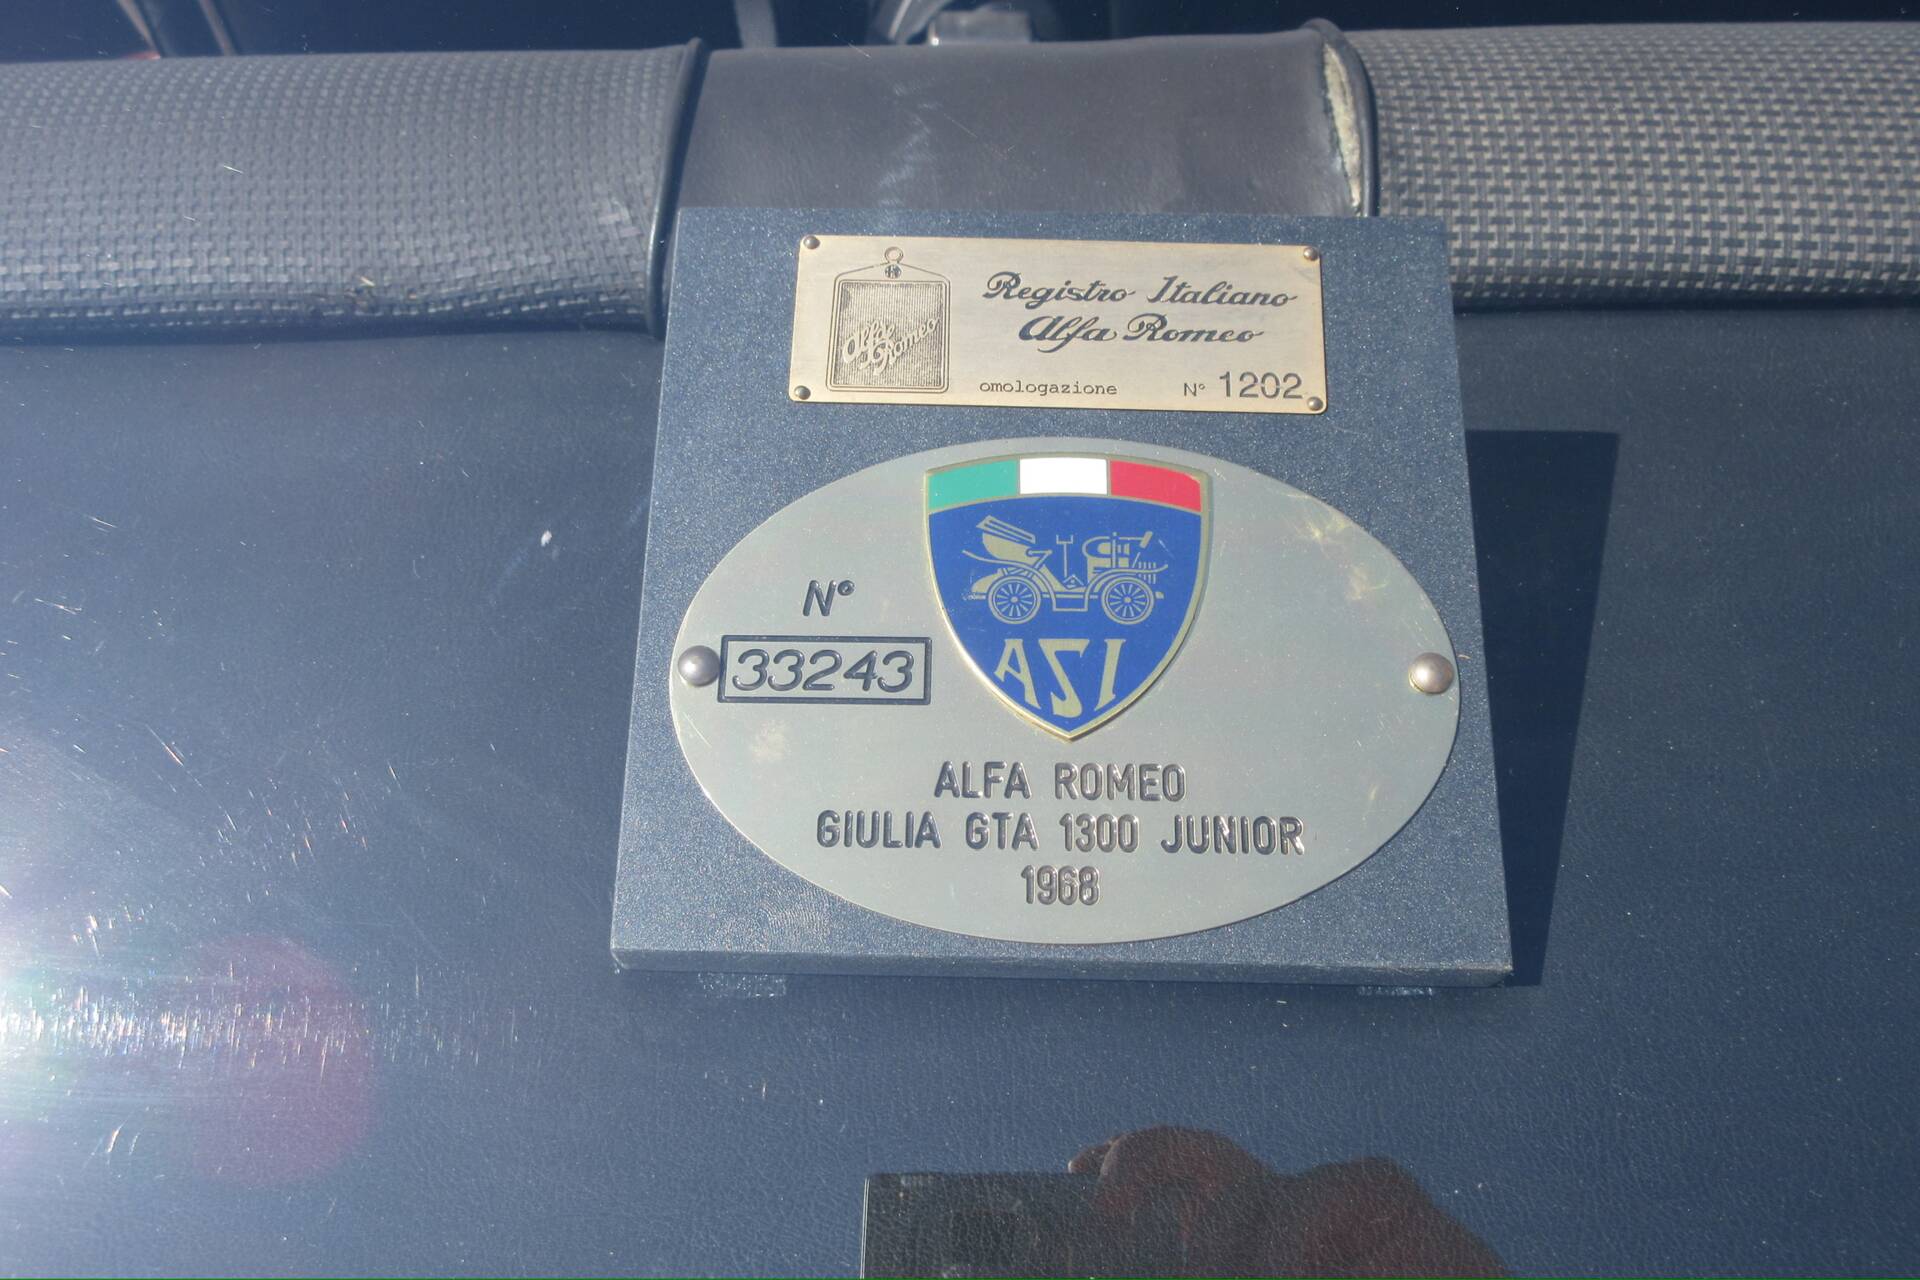 Alfa
Romeo
Registro Italiano
Alfa Romeo
omologazione N° 1202
ASI
N°
33243
ALFA ROMEO
GIULIA GTA 1300 JUNIOR
1968